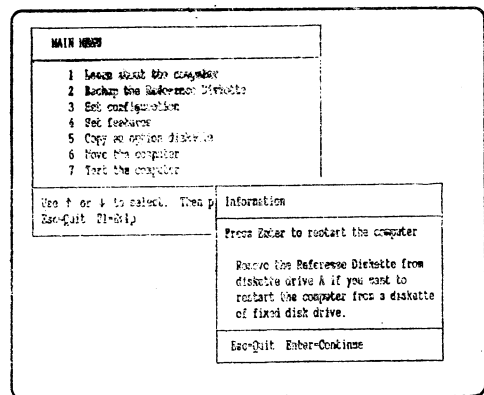 MAIN MENU
1 Learn about the computer
2 Backup the Reference Diskette
3 Set configuration
4 Set features
5 Copy an option diskette
6 Move the computer
7 Test the computer
Use ↑ or ↓ to select. Then p
Esc=Quit F1=Help
Information
Press Enter to restart the computer
Remove the Reference Diskette from
diskette drive A if you want to
restart the computer from a diskette
of fixed disk drive.
Esc=Quit Enter=Continue